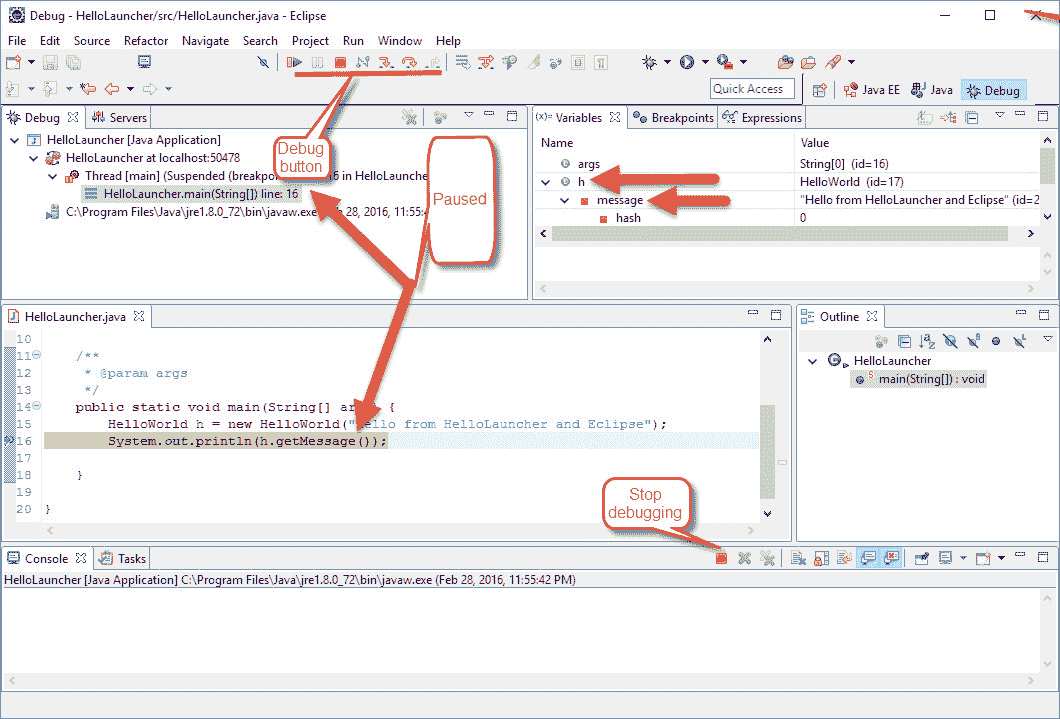 Debug - HelloLauncher/src/HelloLauncher.java - Eclipse
File Edit Source Refactor Navigate Search Project Run Window Help
Quick Access
Java EE
Java
Debug
Debug
Servers
HelloLauncher [Java Application]
HelloLauncher at localhost:50478
Thread [main] (Suspended (breakpoi 16 in HelloLaunche
HelloLauncher.main(String[]) line: 16
C:\Program Files\Java\jre1.8.0_72\bin\javaw.exe b 28, 2016, 11:55:4
Debug
button
Paused
(x)= Variables
Breakpoints
Expressions
Name Value
args String[0] (id=16)
h HelloWorld (id=17)
message "Hello from HelloLauncher and Eclipse" (id=2
hash 0
HelloLauncher.java
10
11 /**
12 * @param args
13 */
14 public static void main(String[] ar ) {
15 HelloWorld h = new HelloWorld("Hello from HelloLauncher and Eclipse");
16 System.out.println(h.getMessage());
17
18 }
19
20 }
Outline
HelloLauncher
S main(String[]) : void
Stop
debugging
Console
Tasks
HelloLauncher [Java Application] C:\Program Files\Java\jre1.8.0_72\bin\javaw.exe (Feb 28, 2016, 11:55:42 PM)